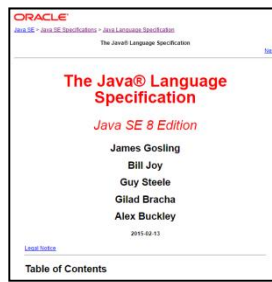 ORACLE
Java SE > Java SE Specifications > Java Language Specification
The Java® Language Specification
The Java® Language
Specification
Java SE 8 Edition
James Gosling
Bill Joy
Guy Steele
Gilad Bracha
Alex Buckley
2015-02-13
Legal Notice
Table of Contents